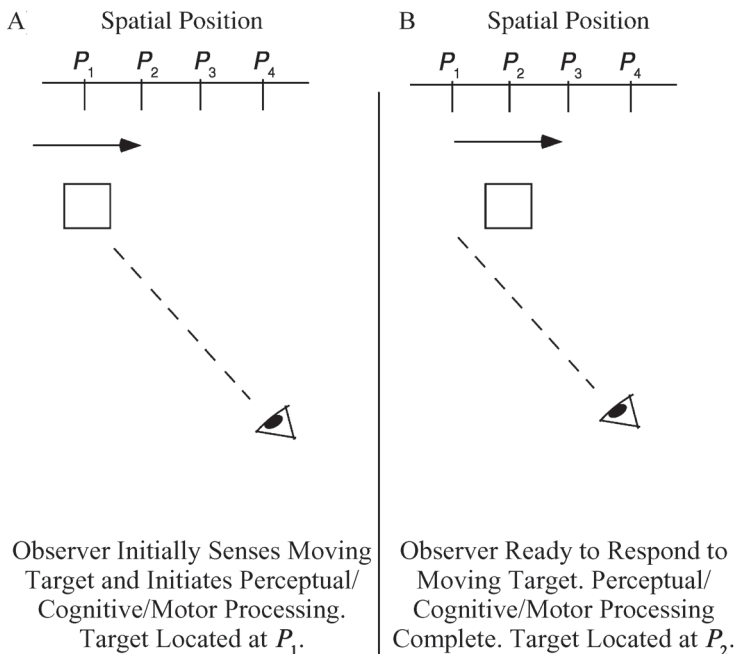 A
Spatial Position
P1 P2 P3 P4
Observer Initially Senses Moving
Target and Initiates Perceptual/
Cognitive/Motor Processing.
Target Located at P1.
B
Spatial Position
P1 P2 P3 P4
Observer Ready to Respond to
Moving Target. Perceptual/
Cognitive/Motor Processing
Complete. Target Located at P2.